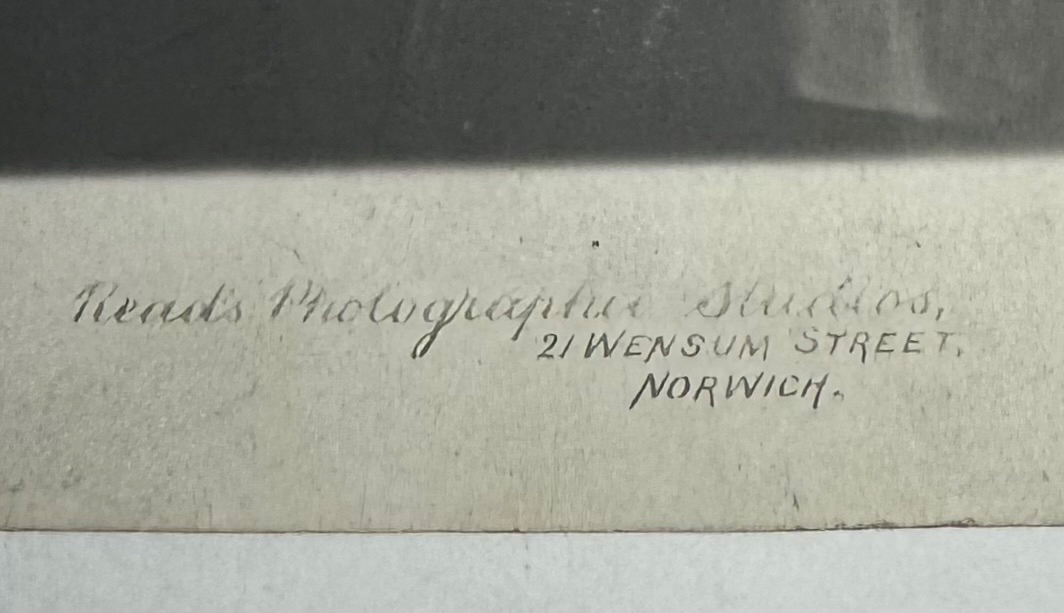 Read's Photographic Studios,
21 WENSUM STREET.
NORWICH.